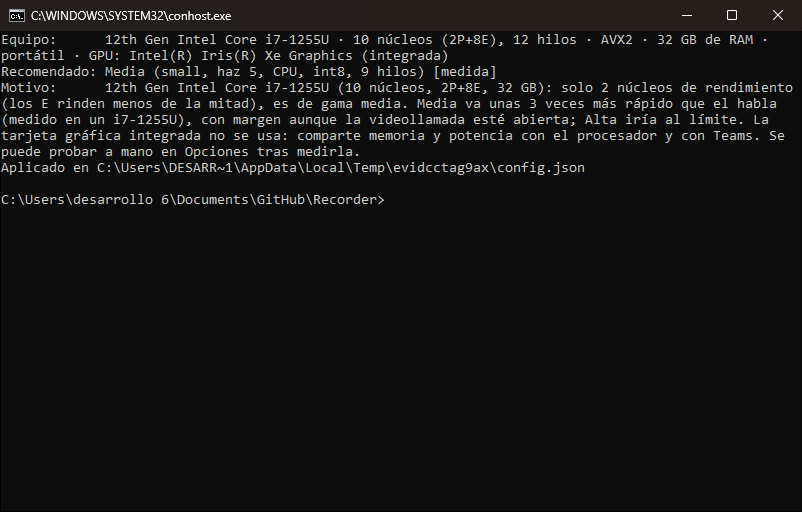 C:\WINDOWS\SYSTEM32\conhost.exe
Equipo:      12th Gen Intel Core i7-1255U · 10 núcleos (2P+8E), 12 hilos · AVX2 · 32 GB de RAM ·
portátil · GPU: Intel(R) Iris(R) Xe Graphics (integrada)
Recomendado: Media (small, haz 5, CPU, int8, 9 hilos) [medida]
Motivo:      12th Gen Intel Core i7-1255U (10 núcleos, 2P+8E, 32 GB): solo 2 núcleos de rendimiento
(los E rinden menos de la mitad), es de gama media. Media va unas 3 veces más rápido que el habla
(medido en un i7-1255U), con margen aunque la videollamada esté abierta; Alta iría al límite. La
tarjeta gráfica integrada no se usa: comparte memoria y potencia con el procesador y con Teams. Se
puede probar a mano en Opciones tras medirla.
Aplicado en C:\Users\DESARR~1\AppData\Local\Temp\evidcctag9ax\config.json
C:\Users\desarrollo 6\Documents\GitHub\Recorder>